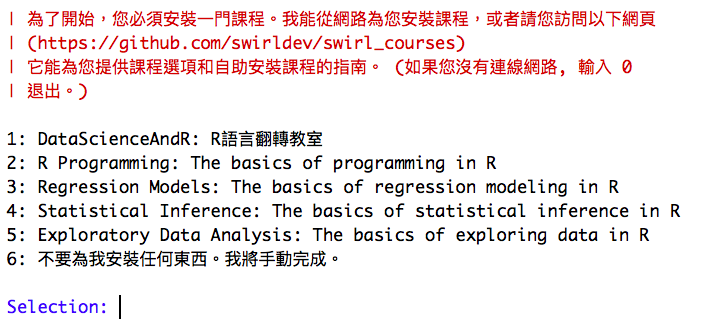 | 為了開始，您必須安裝一門課程。我能從網路為您安裝課程，或者請您訪問以下網頁
| (https://github.com/swirldev/swirl_courses)
| 它能為您提供課程選項和自助安裝課程的指南。 (如果您沒有連線網路, 輸入 0
| 退出。)
1: DataScienceAndR: R語言翻轉教室
2: R Programming: The basics of programming in R
3: Regression Models: The basics of regression modeling in R
4: Statistical Inference: The basics of statistical inference in R
5: Exploratory Data Analysis: The basics of exploring data in R
6: 不要為我安裝任何東西。我將手動完成。
Selection: